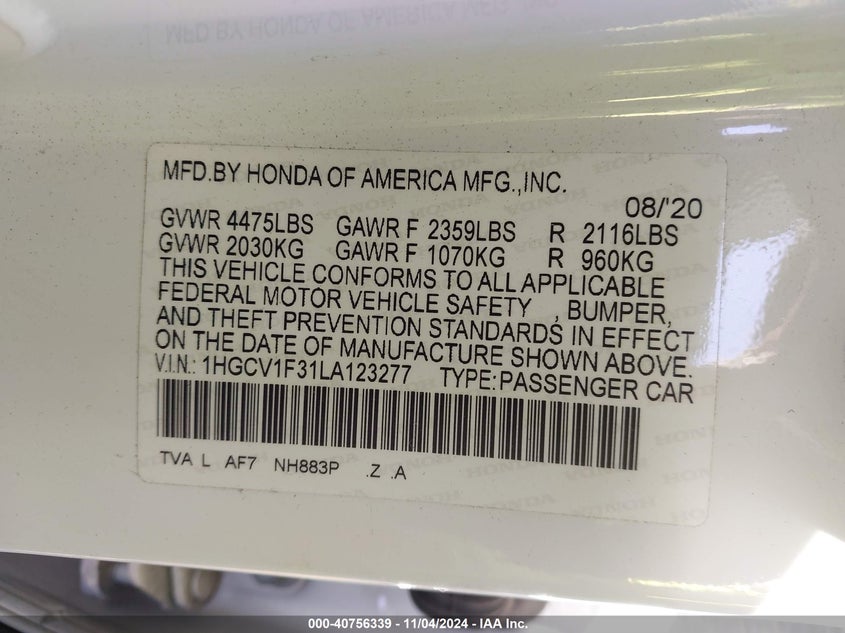 MFD.BY HONDA OF AMERICA MFG.,INC.
08/'20
GVWR 4475LBS GAWR F 2359LBS R 2116LBS
GVWR 2030KG GAWR F 1070KG R 960KG
THIS VEHICLE CONFORMS TO ALL APPLICABLE
FEDERAL MOTOR VEHICLE SAFETY , BUMPER,
AND THEFT PREVENTION STANDARDS IN EFFECT
ON THE DATE OF MANUFACTURE SHOWN ABOVE.
V.I.N.: 1HGCV1F31LA123277 TYPE:PASSENGER CAR
TVA L AF7 NH883P .Z .A
000-40756339 - 11/04/2024 - IAA Inc.